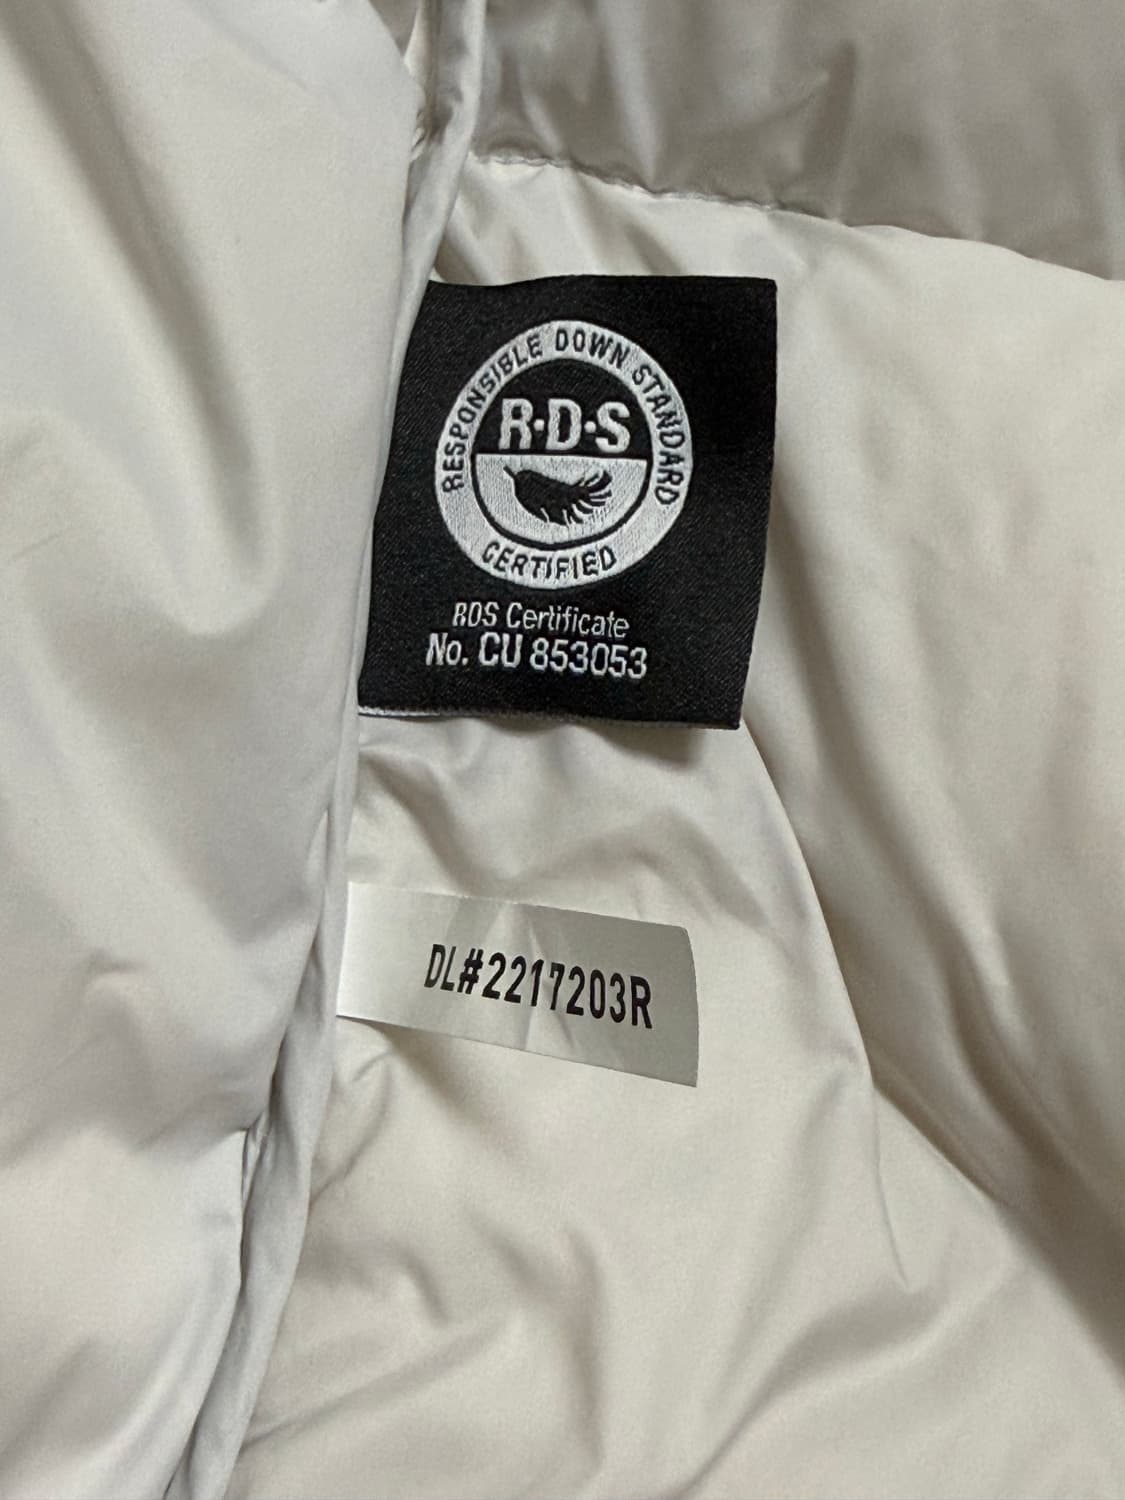 RESPONSIBLE DOWN STANDARD
R·D·S
CERTIFIED
RDS Certificate
No. CU 853053
DL#2217203R